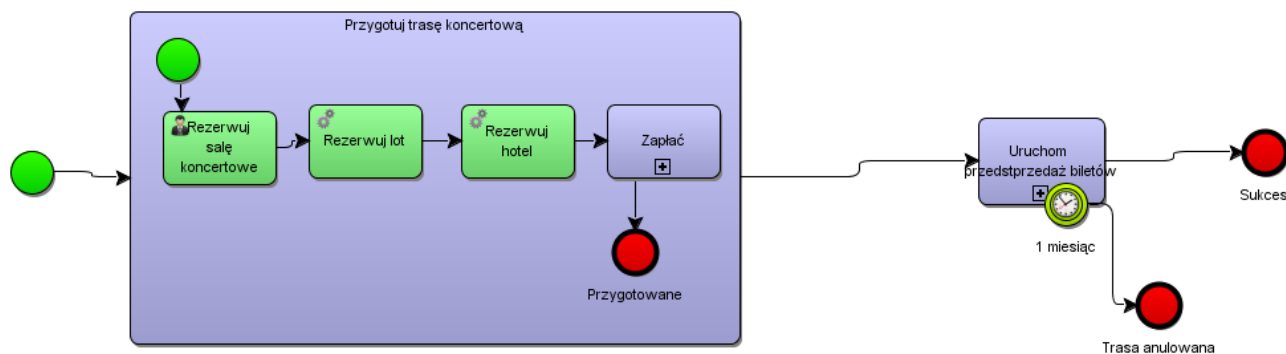 Przygotuj trasę koncertową
Rezerwuj
salę
koncertowe
Rezerwuj lot
Rezerwuj
hotel
Zapłać
Przygotowane
Uruchom
przedstprzedaż biletów
1 miesiąc
Sukces
Trasa anulowana